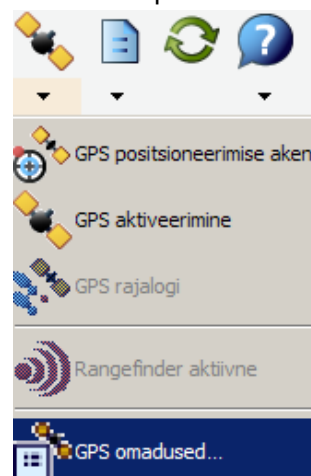 GPS positsioneerimise aken
GPS aktiveerimine
GPS rajalogi
Rangefinder aktiivne
GPS omadused...